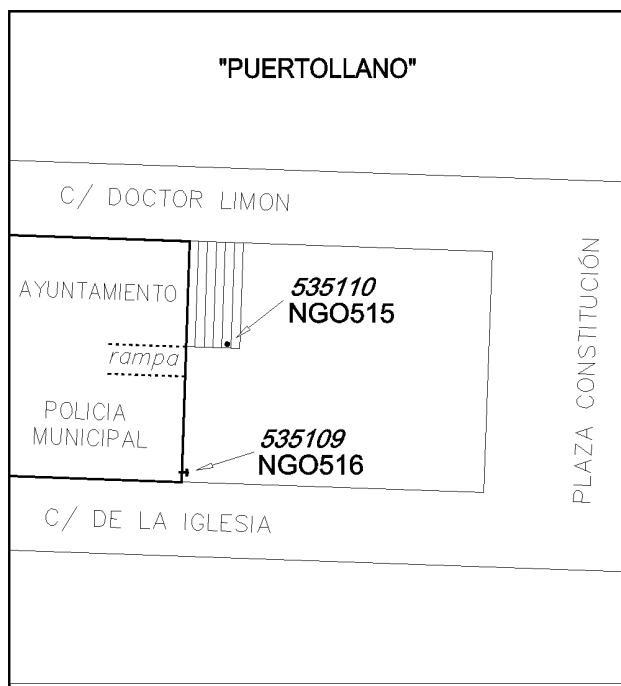 "PUERTOLLANO"
C/ DOCTOR LIMON
AYUNTAMIENTO
535110
NGO515
rampa
PLAZA CONSTITUCIÓN
POLICIA
MUNICIPAL
535109
NGO516
C/ DE LA IGLESIA